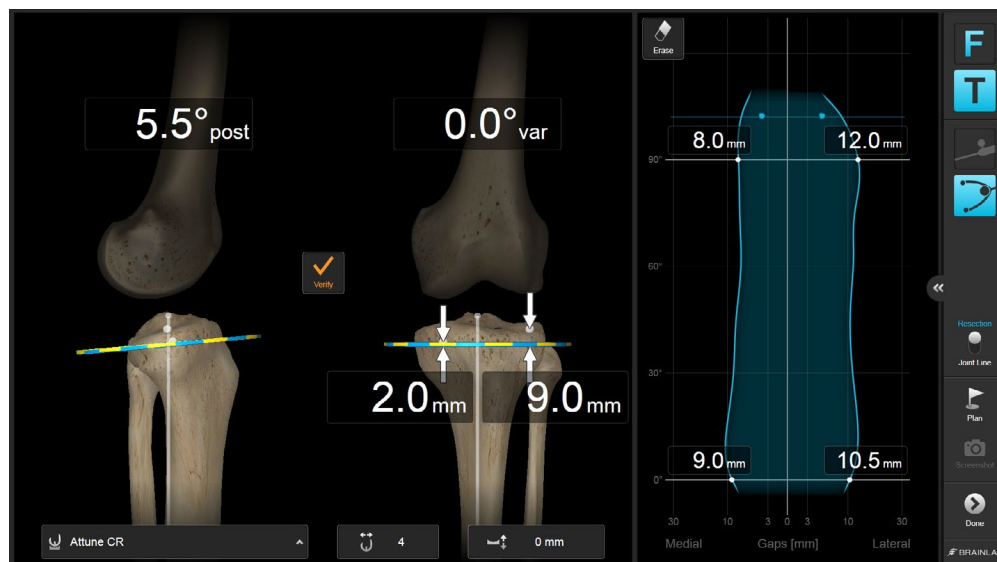 Erase
F
T
5.5° post
0.0° var
8.0 mm
12.0 mm
90°
60°
Verify
Resection
Joint Line
2.0 mm
9.0 mm
30°
Plan
9.0 mm
10.5 mm
Screenshot
0°
Done
30 10 3 0 3 10 30
Attune CR
4
0 mm
Medial Gaps [mm] Lateral
BRAINLA